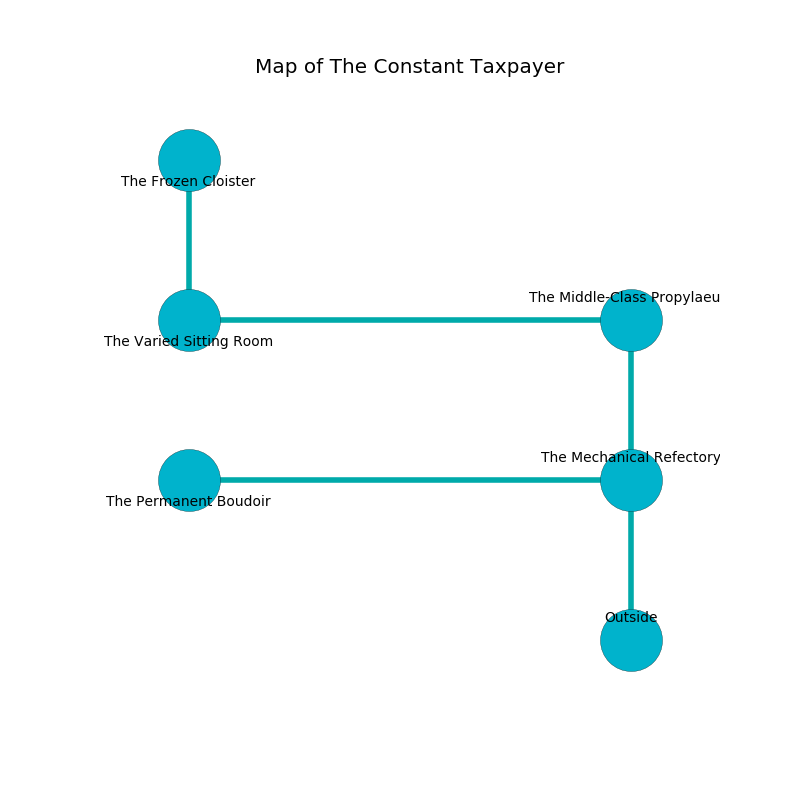 Map of The Constant Taxpayer
The Frozen Cloister
The Middle-Class Propylaeu
The Varied Sitting Room
The Mechanical Refectory
The Permanent Boudoir
Outside